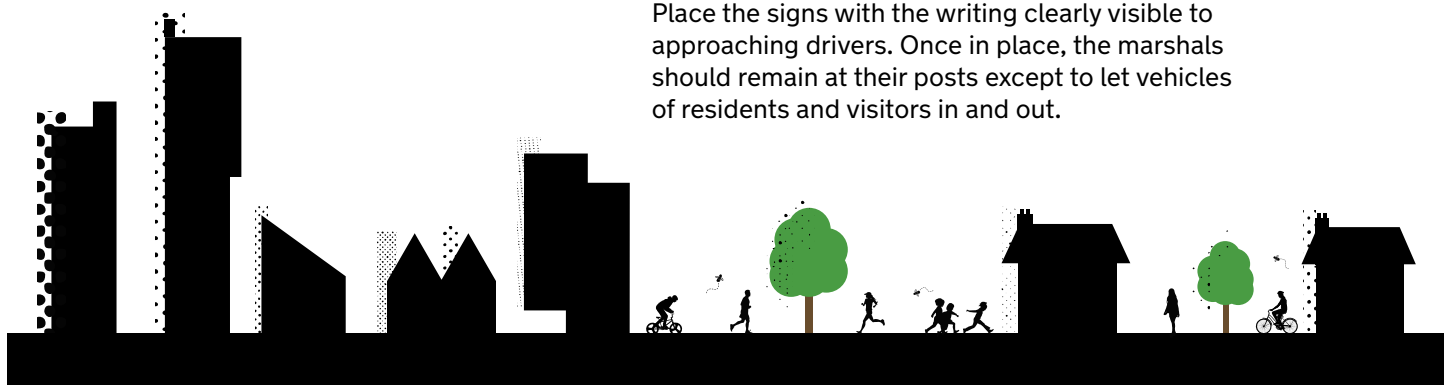 Place the signs with the writing clearly visible to
approaching drivers. Once in place, the marshals
should remain at their posts except to let vehicles
of residents and visitors in and out.